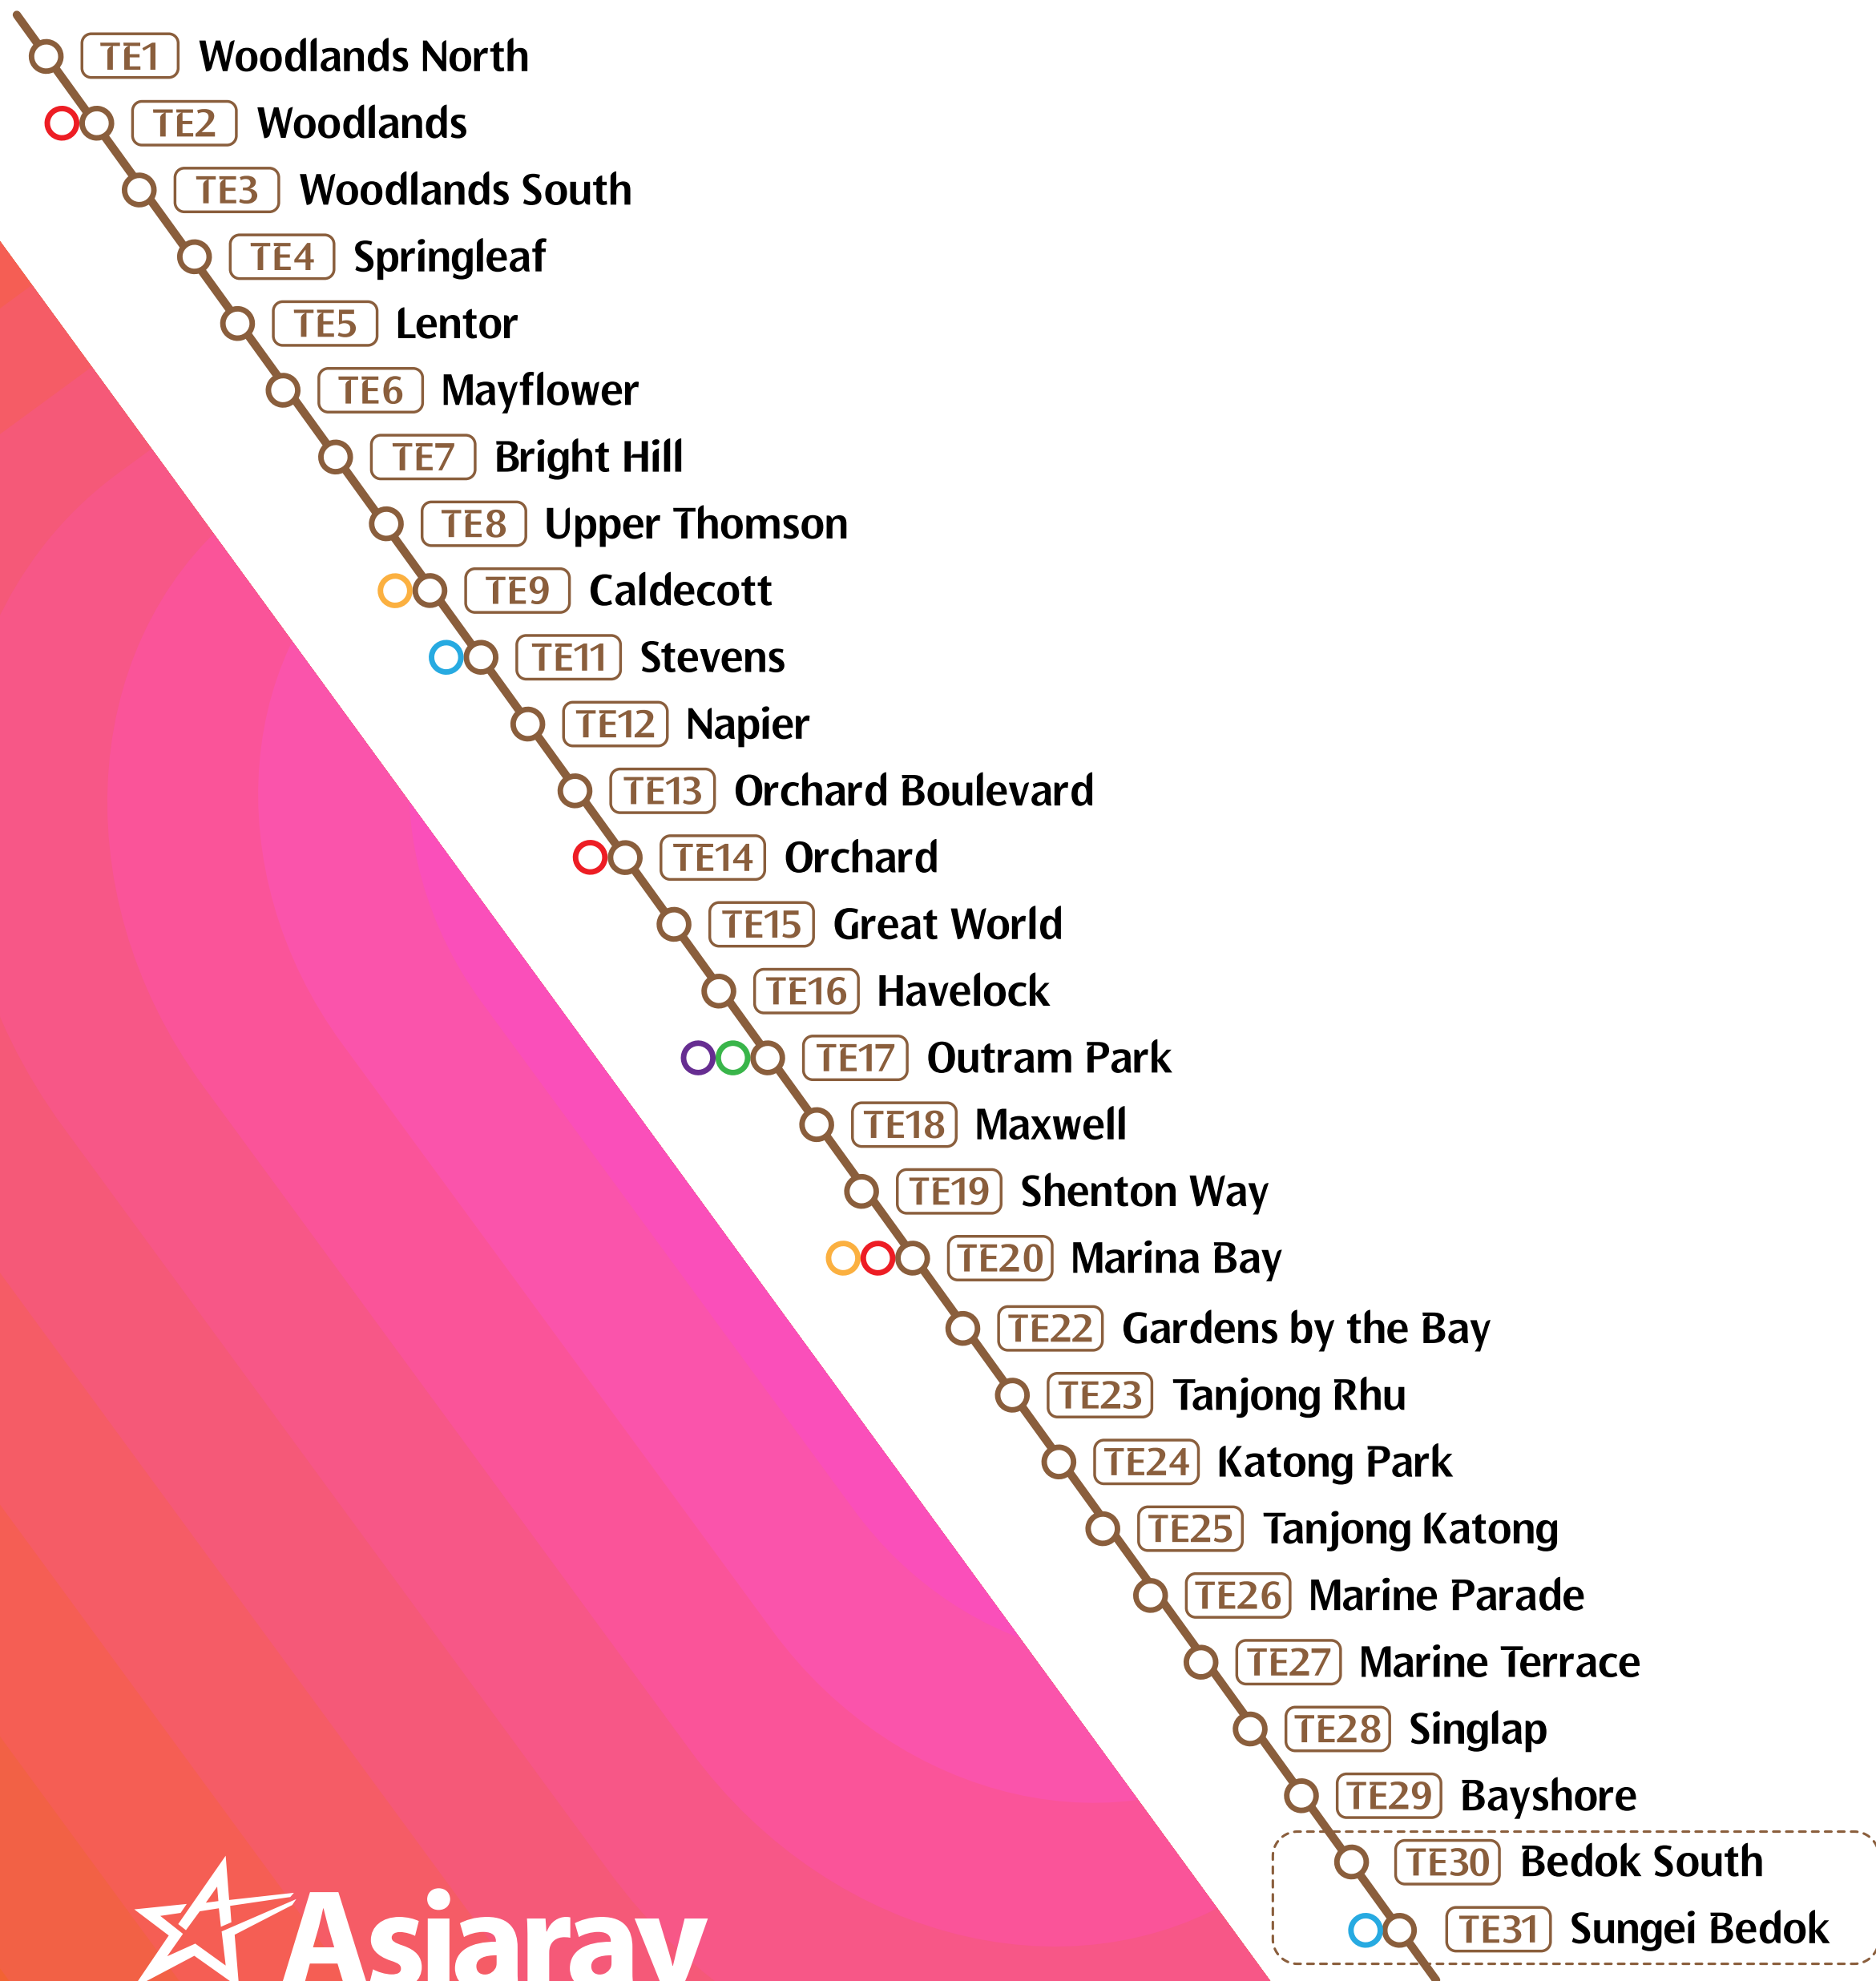 TE1 Woodlands North
TE2 Woodlands
TE3 Woodlands South
TE4 Springleaf
TE5 Lentor
TE6 Mayflower
TE7 Bright Hill
TE8 Upper Thomson
TE9 Caldecott
TE11 Stevens
TE12 Napier
TE13 Orchard Boulevard
TE14 Orchard
TE15 Great World
TE16 Havelock
TE17 Outram Park
TE18 Maxwell
TE19 Shenton Way
TE20 Marina Bay
TE22 Gardens by the Bay
TE23 Tanjong Rhu
TE24 Katong Park
TE25 Tanjong Katong
TE26 Marine Parade
TE27 Marine Terrace
TE28 Singlap
TE29 Bayshore
TE30 Bedok South
TE31 Sungei Bedok
Asiaray